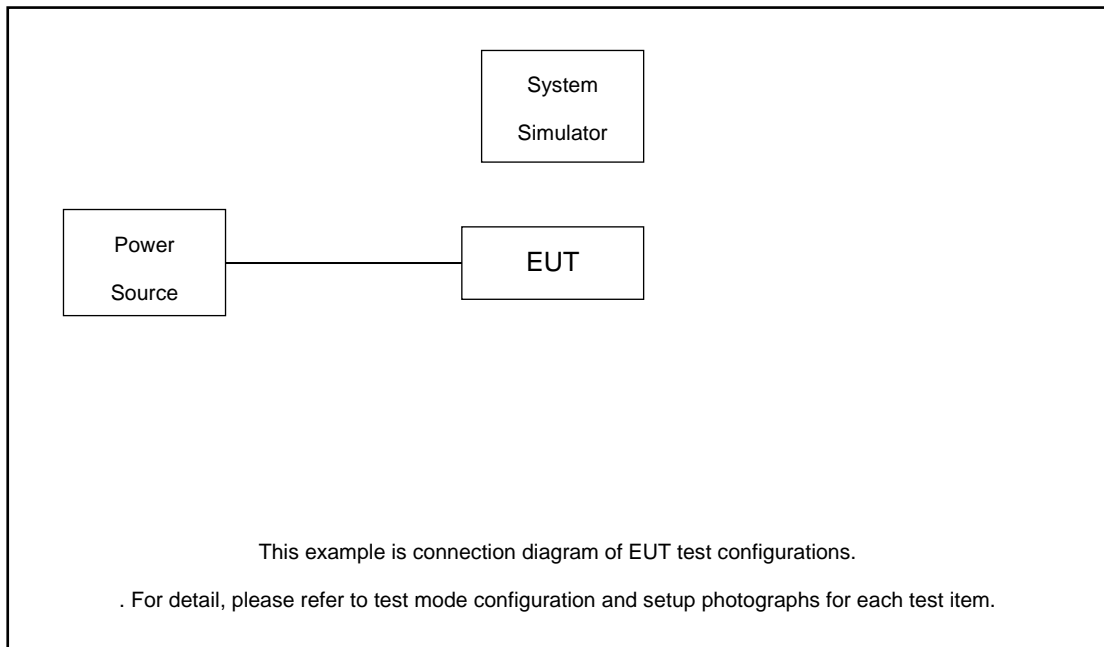 System
Simulator
Power
Source
EUT
This example is connection diagram of EUT test configurations.
. For detail, please refer to test mode configuration and setup photographs for each test item.